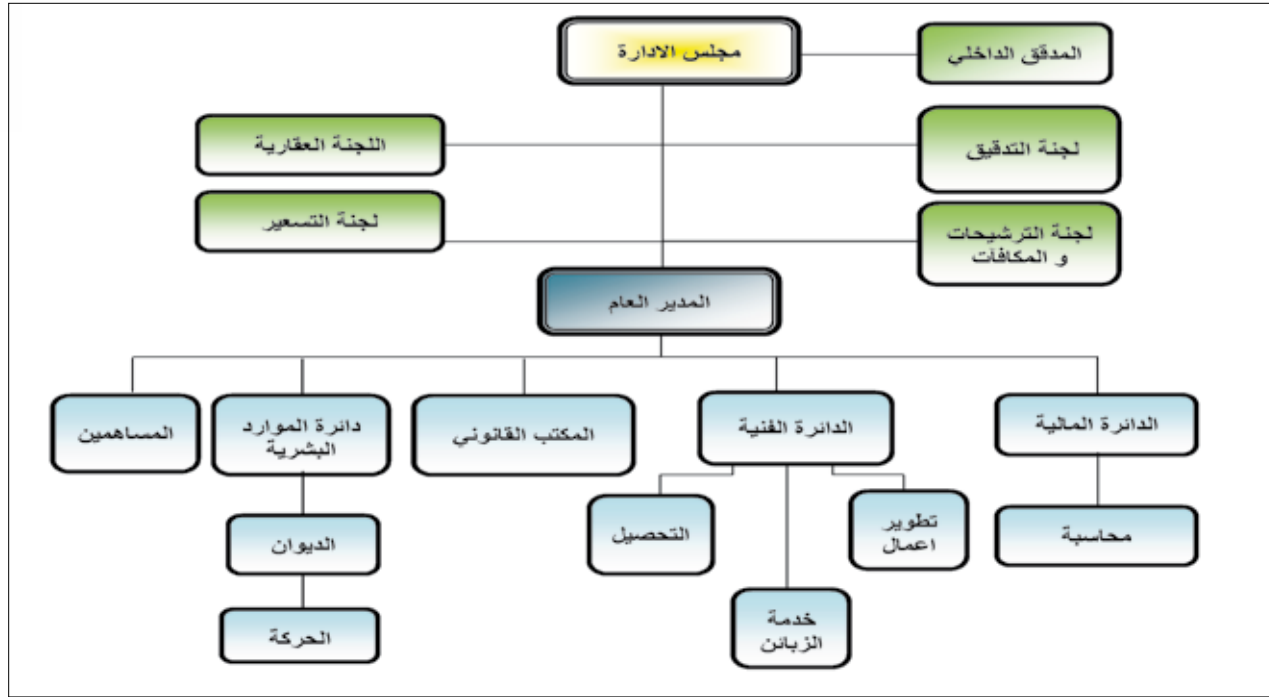 مجلس الادارة
المدقق الداخلي
لجنة التدقيق
اللجنة العقارية
لجنة الترشيحات
و المكافآت
لجنة التسعير
المدير العام
الدائرة المالية
الدائرة الفنية
المكتب القانوني
دائرة الموارد
البشرية
المساهمين
محاسبة
تطوير
اعمال
خدمة
الزبائن
التحصيل
الديوان
الحركة